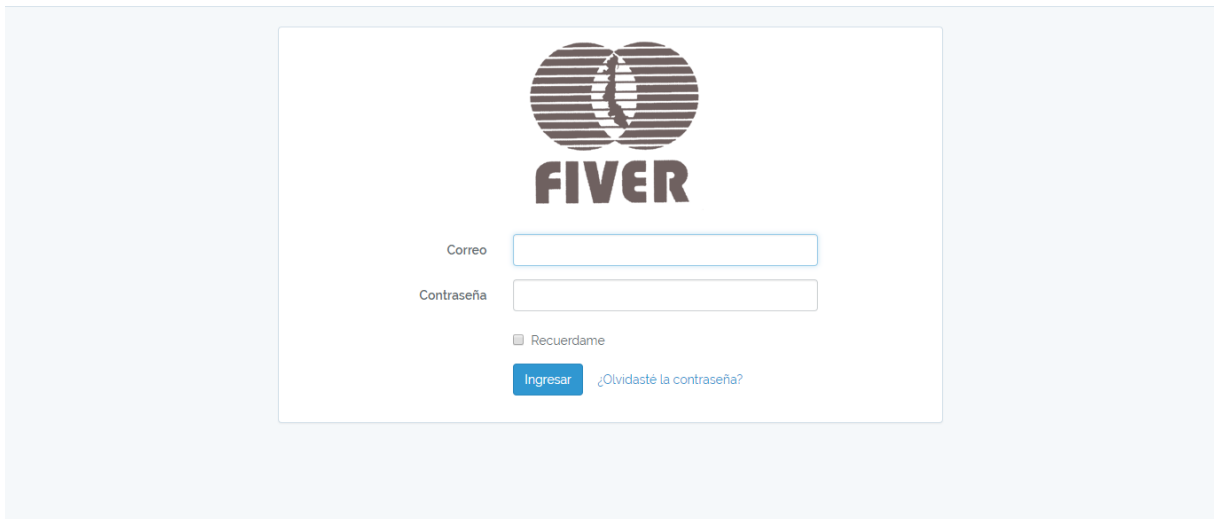 FIVER
Correo
Contraseña
Recuerdame
Ingresar ¿Olvidasté la contraseña?